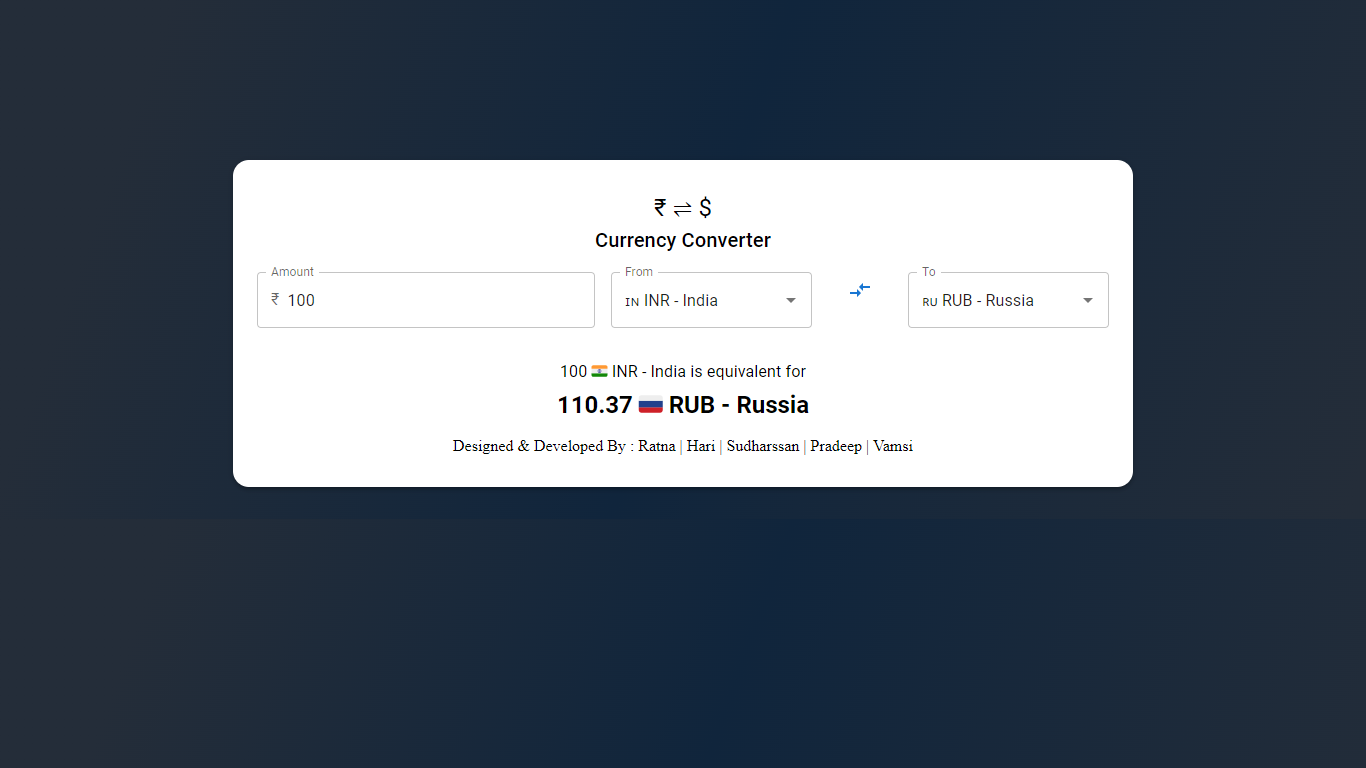 ₹ ⇌ $
Currency Converter
Amount
₹ 100
From
IN INR - India
To
RU RUB - Russia
100 🇮🇳 INR - India is equivalent for
110.37 🇷🇺 RUB - Russia
Designed & Developed By : Ratna | Hari | Sudharssan | Pradeep | Vamsi